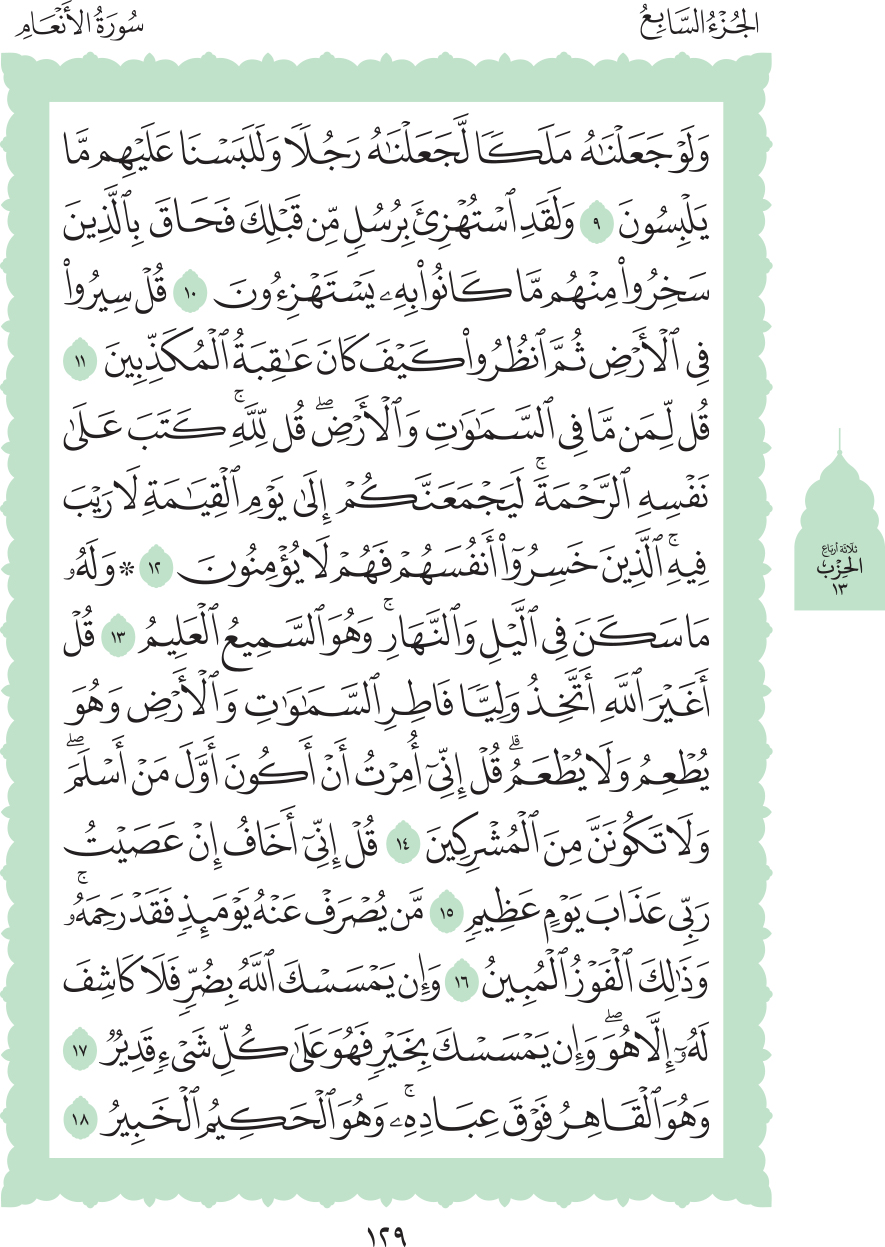 الجُزْءُ السَّابِعُ
سُورَةُ الأَنْعَامِ
وَلَوْ جَعَلْنَٰهُ مَلَكًا لَّجَعَلْنَٰهُ رَجُلًا وَلَلَبَسْنَا عَلَيْهِم مَّا
يَلْبِسُونَ ٩ وَلَقَدِ ٱسْتُهْزِئَ بِرُسُلٍ مِّن قَبْلِكَ فَحَاقَ بِٱلَّذِينَ
سَخِرُوا۟ مِنْهُم مَّا كَانُوا۟ بِهِۦ يَسْتَهْزِءُونَ ١٠ قُلْ سِيرُوا۟
فِى ٱلْأَرْضِ ثُمَّ ٱنظُرُوا۟ كَيْفَ كَانَ عَٰقِبَةُ ٱلْمُكَذِّبِينَ ١١
قُل لِّمَن مَّا فِى ٱلسَّمَٰوَٰتِ وَٱلْأَرْضِۖ قُل لِّلَّهِۚ كَتَبَ عَلَىٰ
نَفْسِهِ ٱلرَّحْمَةَۚ لَيَجْمَعَنَّكُمْ إِلَىٰ يَوْمِ ٱلْقِيَٰمَةِ لَا رَيْبَ
فِيهِۚ ٱلَّذِينَ خَسِرُوٓا۟ أَنفُسَهُمْ فَهُمْ لَا يُؤْمِنُونَ ١٢ * وَلَهُۥ
مَا سَكَنَ فِى ٱلَّيْلِ وَٱلنَّهَارِۚ وَهُوَ ٱلسَّمِيعُ ٱلْعَلِيمُ ١٣ قُلْ
أَغَيْرَ ٱللَّهِ أَتَّخِذُ وَلِيًّا فَاطِرِ ٱلسَّمَٰوَٰتِ وَٱلْأَرْضِ وَهُوَ
يُطْعِمُ وَلَا يُطْعَمُۗ قُلْ إِنِّىٓ أُمِرْتُ أَنْ أَكُونَ أَوَّلَ مَنْ أَسْلَمَۖ
وَلَا تَكُونَنَّ مِنَ ٱلْمُشْرِكِينَ ١٤ قُلْ إِنِّىٓ أَخَافُ إِنْ عَصَيْتُ
رَبِّى عَذَابَ يَوْمٍ عَظِيمٍ ١٥ مَّن يُصْرَفْ عَنْهُ يَوْمَئِذٍ فَقَدْ رَحِمَهُۥۚ
وَذَٰلِكَ ٱلْفَوْزُ ٱلْمُبِينُ ١٦ وَإِن يَمْسَسْكَ ٱللَّهُ بِضُرٍّ فَلَا كَاشِفَ
لَهُۥٓ إِلَّا هُوَۖ وَإِن يَمْسَسْكَ بِخَيْرٍ فَهُوَ عَلَىٰ كُلِّ شَىْءٍ قَدِيرٌ ١٧
وَهُوَ ٱلْقَاهِرُ فَوْقَ عِبَادِهِۦۚ وَهُوَ ٱلْحَكِيمُ ٱلْخَبِيرُ ١٨
ثلاثة أرباع
الحِزْب
١٣
١٢٩